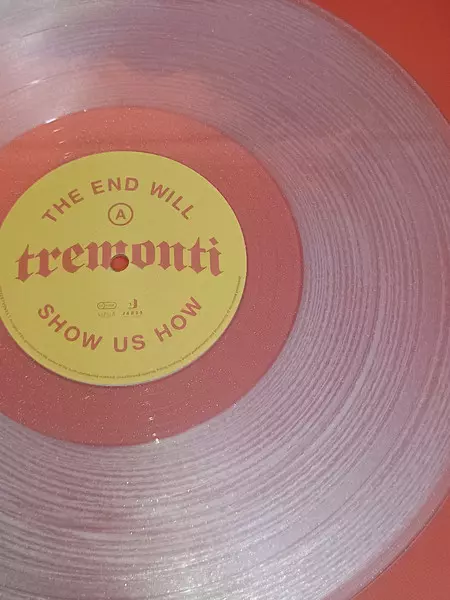 THE END WILL
A
tremonti
SHOW US HOW